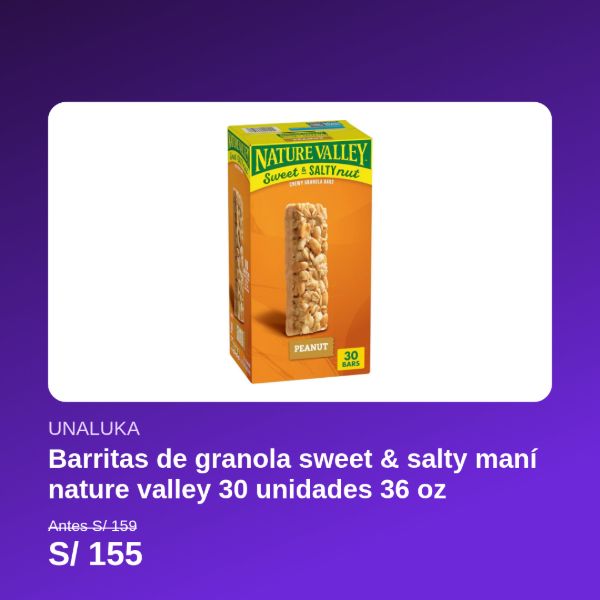 NATURE VALLEY
Sweet & SALTY nut
CHEWY GRANOLA BARS
PEANUT
30
BARS
UNALUKA
Barritas de granola sweet & salty maní
nature valley 30 unidades 36 oz
Antes S/ 159
S/ 155